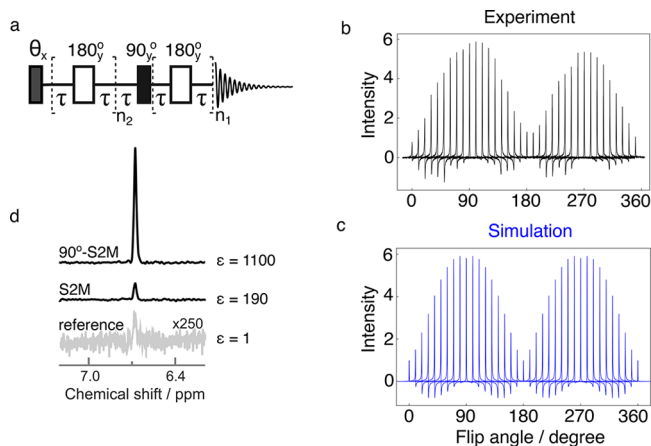 a
θx 180°y 90°y 180°y
τ τ τ τ τ
n2 n1
b
Experiment
Intensity
6
4
2
0
0 90 180 270 360
c
Simulation
Intensity
6
4
2
0
0 90 180 270 360
Flip angle / degree
d
90°-S2M
ε = 1100
S2M
ε = 190
reference x250
ε = 1
7.0 6.4
Chemical shift / ppm